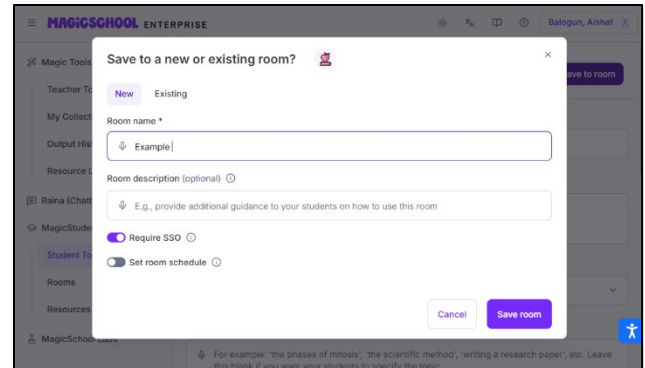 MAGICSCHOOL ENTERPRISE
Balogun, Aishat
Magic Tools
Teacher To
My Collect
Output His
Resource L
Raina (Chatt
MagicStude
Student To
Rooms
Resources
MagicSchool Labs
Save to a new or existing room?
New Existing
Room name *
Example
Room description (optional)
E.g., provide additional guidance to your students on how to use this room
Require SSO
Set room schedule
Cancel Save room
ave to room
For example: 'the phases of mitosis', 'the scientific method', 'writing a research paper', etc. Leave
this blank if you want your students to specify the topic.